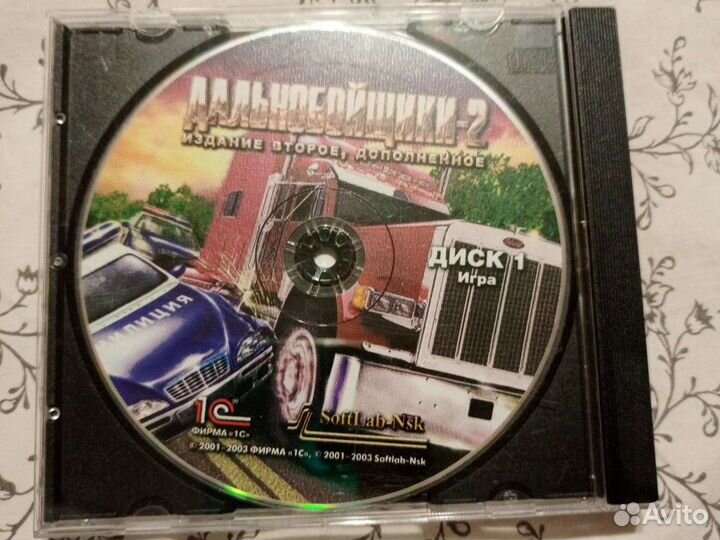 ДАЛЬНОБОЙЩИКИ-2
ИЗДАНИЕ ВТОРОЕ, ДОПОЛНЕННОЕ
ДИСК 1
Игра
МИЛИЦИЯ
1С®
ФИРМА «1С»
SoftLab-Nsk
© 2001-2003 ФИРМА «1С», © 2001-2003 Softlab-Nsk
Avito